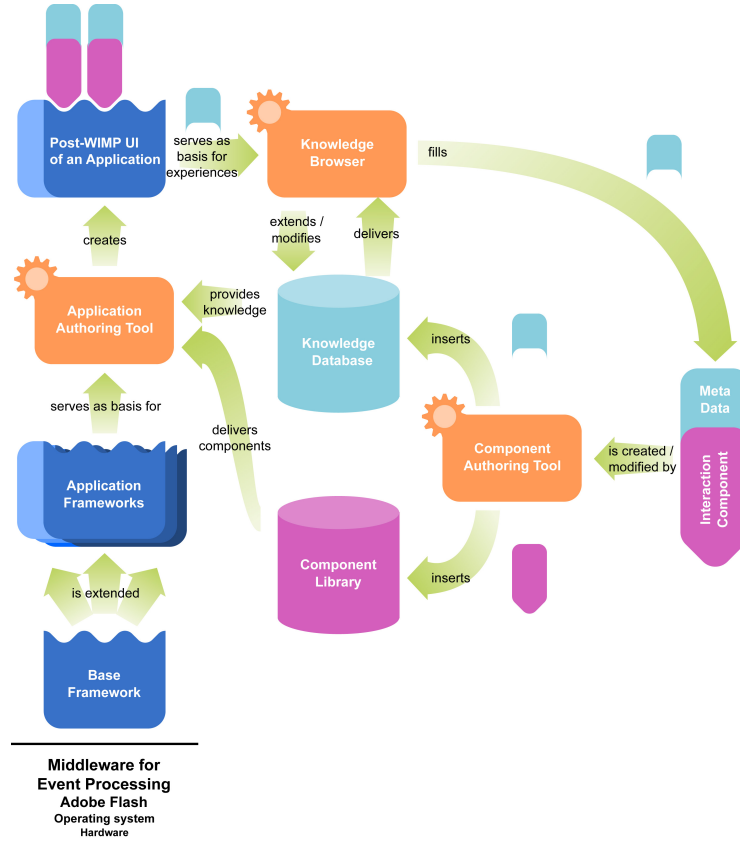 Post-WIMP UI
of an Application
serves as
basis for
experiences
Knowledge
Browser
fills
creates
extends /
modifies
delivers
Application
Authoring Tool
provides
knowledge
Knowledge
Database
inserts
Meta
Data
serves as basis for
delivers
components
Component
Authoring Tool
is created /
modified by
Interaction
Component
Application
Frameworks
Component
Library
inserts
is extended
Base
Framework
Middleware for
Event Processing
Adobe Flash
Operating system
Hardware